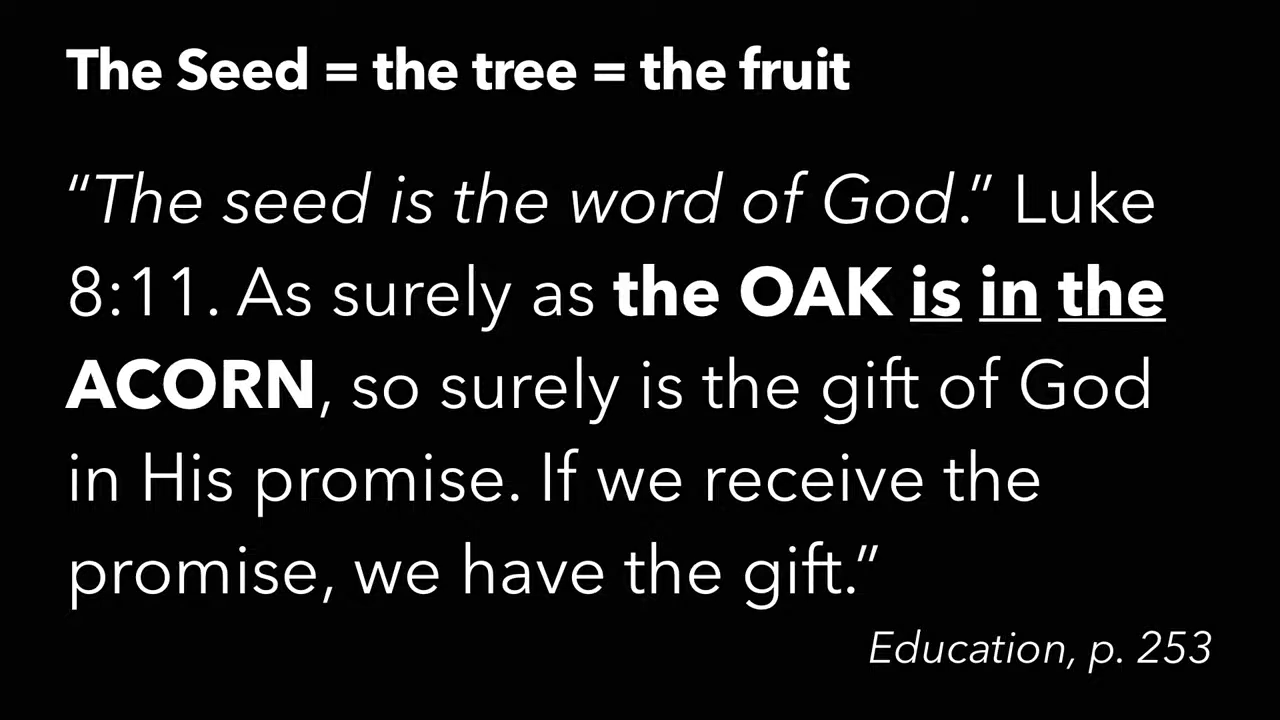 The Seed = the tree = the fruit
“The seed is the word of God.” Luke
8:11. As surely as the OAK is in the
ACORN, so surely is the gift of God
in His promise. If we receive the
promise, we have the gift.”
Education, p. 253